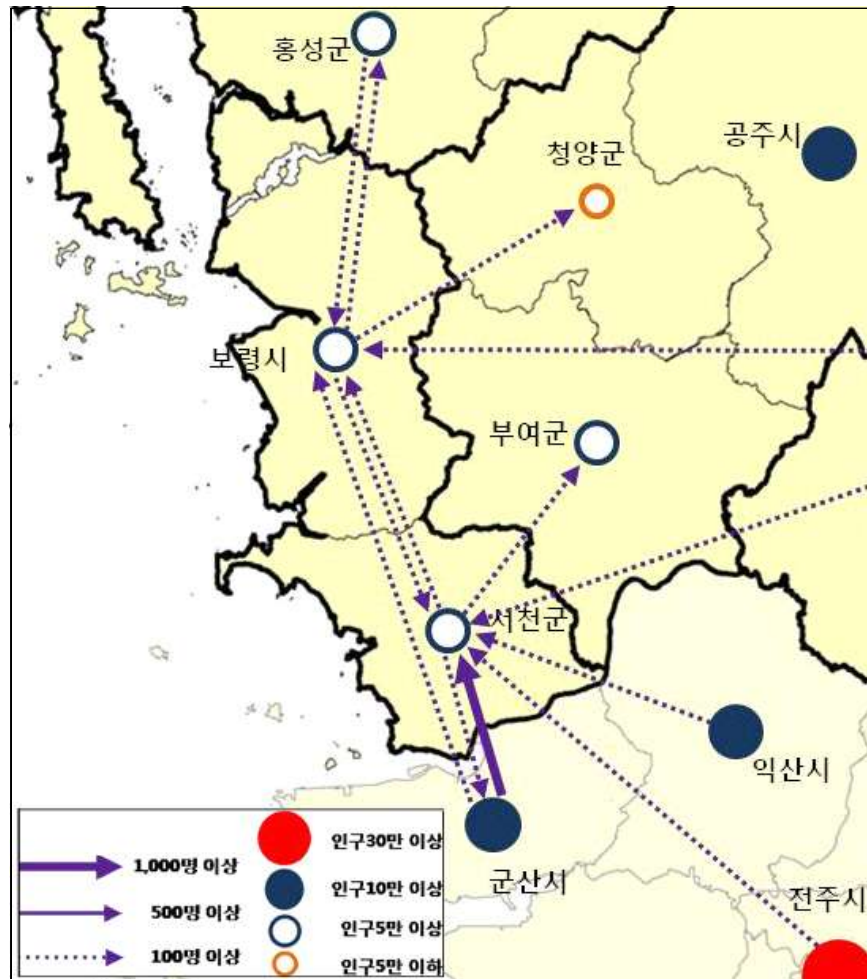 홍성군
청양군
공주시
보령시
부여군
서천군
익산시
군산시
전주시
1,000명 이상
500명 이상
100명 이상
인구30만 이상
인구10만 이상
인구5만 이상
인구5만 이하